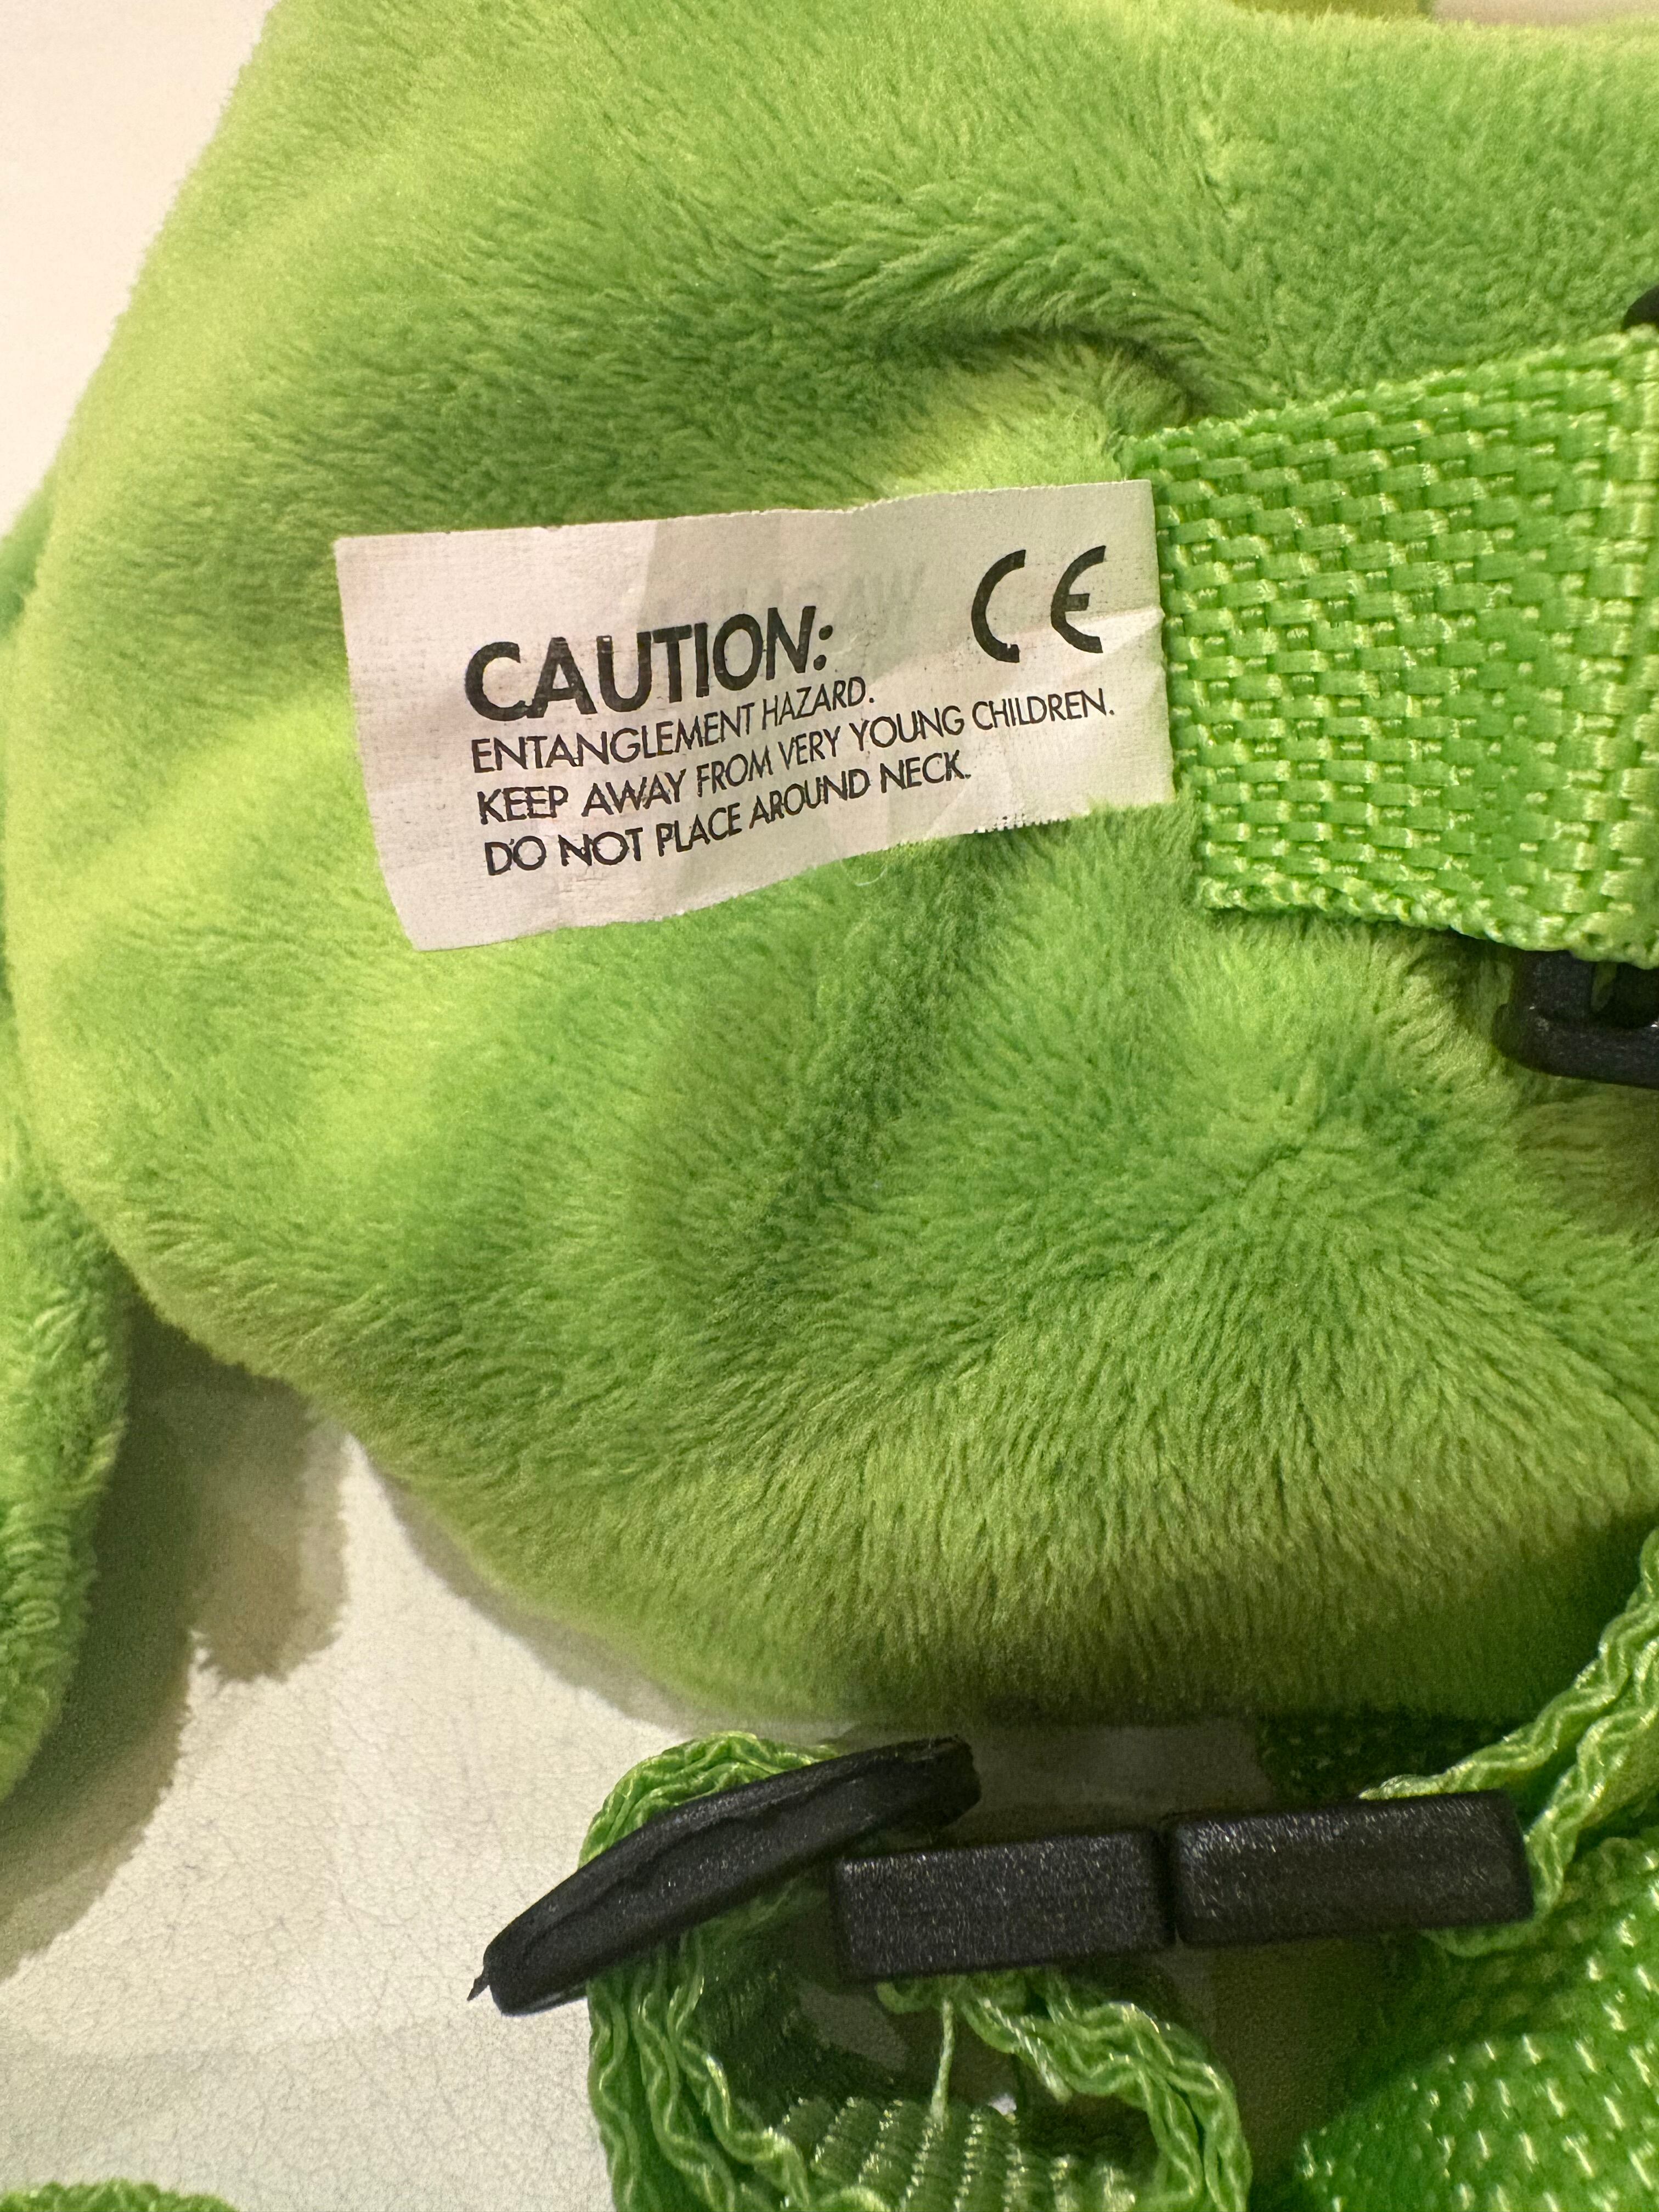 CE
CAUTION:
ENTANGLEMENT HAZARD.
KEEP AWAY FROM VERY YOUNG CHILDREN.
DO NOT PLACE AROUND NECK.